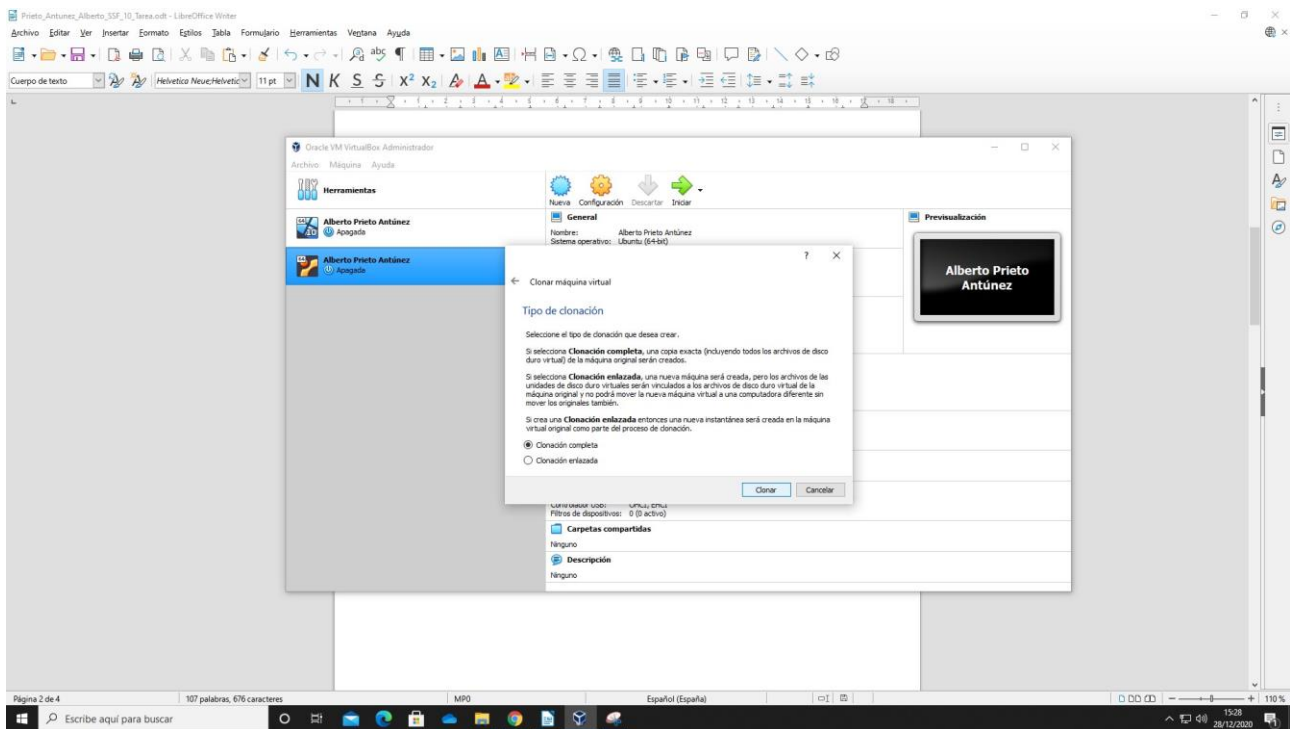 Prieto_Antunez_Alberto_SSF_10_Tarea.odt - LibreOffice Writer
Archivo Editar Ver Insertar Formato Estilos Tabla Formulario Herramientas Ventana Ayuda
Cuerpo de texto
Helvetica Neue;Helvetic
11 pt
N K S S X² X₂ A A
Oracle VM VirtualBox Administrador
Archivo Máquina Ayuda
Herramientas
Nueva Configuración Descartar Iniciar
Alberto Prieto Antúnez
Apagada
Alberto Prieto Antúnez
Apagada
General
Nombre: Alberto Prieto Antúnez
Sistema operativo: Ubuntu (64-bit)
Previsualización
Alberto Prieto
Antúnez
? X
Clonar máquina virtual
Tipo de clonación
Seleccione el tipo de clonación que desea crear.
Si selecciona Clonación completa, una copia exacta (incluyendo todos los archivos de disco
duro virtual) de la máquina original serán creados.
Si selecciona Clonación enlazada, una nueva máquina será creada, pero los archivos de las
unidades de disco duro virtuales serán vinculados a los archivos de disco duro virtual de la
máquina original y no podrá mover la nueva máquina virtual a una computadora diferente sin
mover los originales también.
Si crea una Clonación enlazada entonces una nueva instantánea será creada en la máquina
virtual original como parte del proceso de clonación.
Clonación completa
Clonación enlazada
Clonar Cancelar
Controlador USB: OHCI, EHCI
Filtros de dispositivos: 0 (0 activo)
Carpetas compartidas
Ninguno
Descripción
Ninguno
Página 2 de 4 107 palabras, 676 caracteres MP0 Español (España) 110 %
Escribe aquí para buscar
15:28
28/12/2020